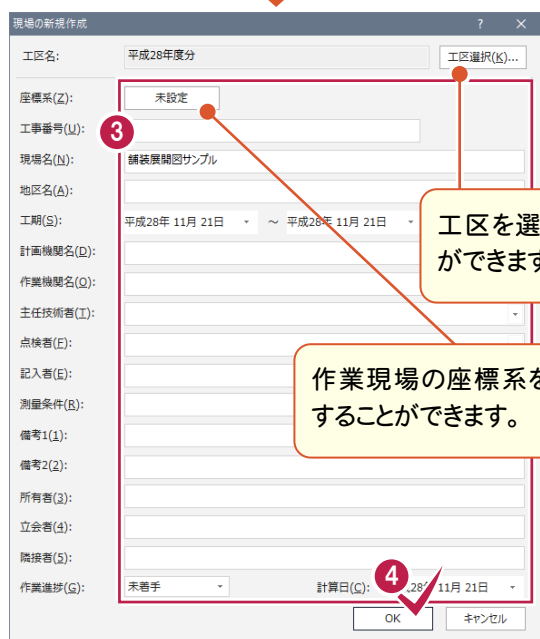 現場の新規作成 ? ×
工区名: 平成28年度分 工区選択(K)...
座標系(Z): 未設定
工事番号(U): 3
現場名(N): 舗装展開図サンプル
地区名(A):
工期(S): 平成28年 11月 21日 ～ 平成28年 11月 21日
工区を選
ができます
計画機関名(D):
作業機関名(O):
主任技術者(T):
点検者(F):
記入者(E):
作業現場の座標系を
することができます。
測量条件(R):
備考1(1):
備考2(2):
所有者(3):
立会者(4):
隣接者(5):
作業進捗(G): 未着手 計算日(C): 4 28年 11月 21日
OK キャンセル